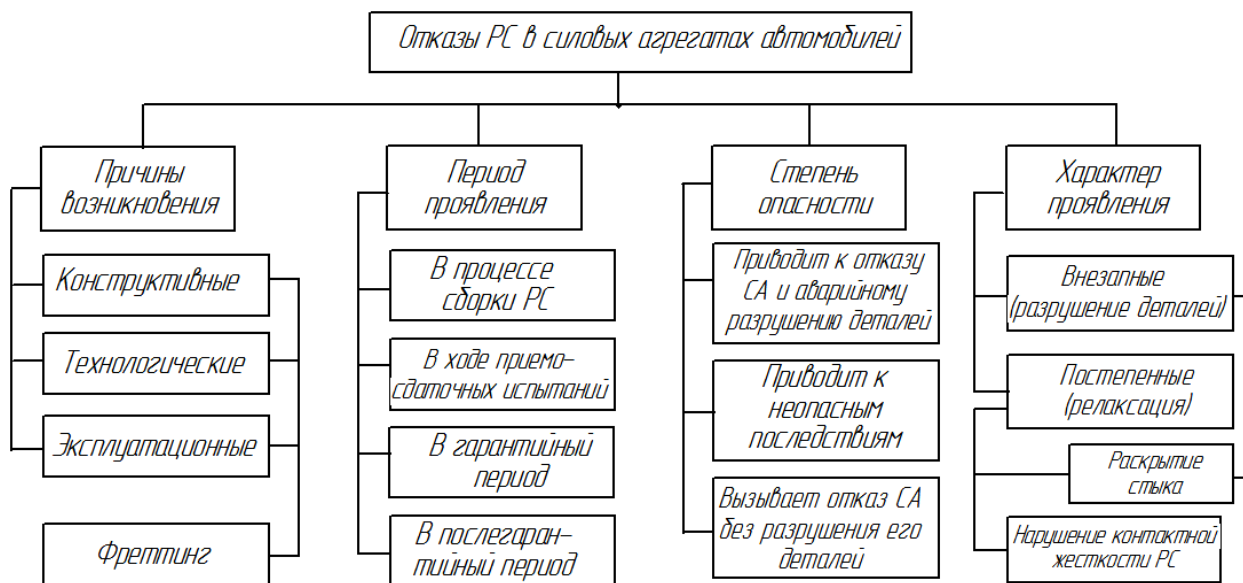 Отказы РС в силовых агрегатах автомобилей
Причины
возникновения
Конструктивные
Технологические
Эксплуатационные
Фреттинг
Период
проявления
В процессе
сборки РС
В ходе приемо-
сдаточных испытаний
В гарантийный
период
В послегаран-
тийный период
Степень
опасности
Приводит к отказу
СА и аварийному
разрушению деталей
Приводит к
неопасным
последствиям
Вызывает отказ СА
без разрушения его
деталей
Характер
проявления
Внезапные
(разрушение деталей)
Постепенные
(релаксация)
Раскрытие
стыка
Нарушение контактной
жесткости РС